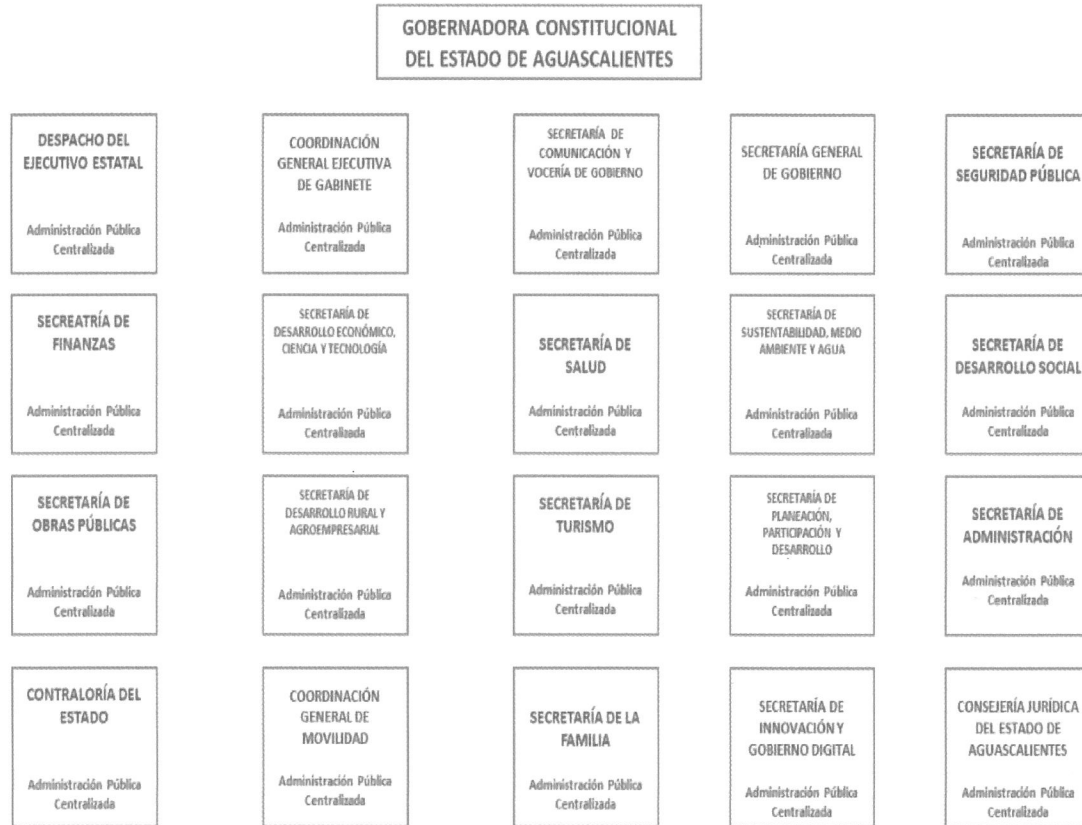 GOBERNADORA CONSTITUCIONAL
DEL ESTADO DE AGUASCALIENTES
DESPACHO DEL
EJECUTIVO ESTATAL
Administración Pública
Centralizada
COORDINACIÓN
GENERAL EJECUTIVA
DE GABINETE
Administración Pública
Centralizada
SECRETARÍA DE
COMUNICACIÓN Y
VOCERÍA DE GOBIERNO
Administración Pública
Centralizada
SECRETARÍA GENERAL
DE GOBIERNO
Administración Pública
Centralizada
SECRETARÍA DE
SEGURIDAD PÚBLICA
Administración Pública
Centralizada
SECREATRÍA DE
FINANZAS
Administración Pública
Centralizada
SECRETARÍA DE
DESARROLLO ECONÓMICO,
CIENCIA Y TECNOLOGÍA
Administración Pública
Centralizada
SECRETARÍA DE
SALUD
Administración Pública
Centralizada
SECRETARÍA DE
SUSTENTABILIDAD, MEDIO
AMBIENTE Y AGUA
Administración Pública
Centralizada
SECRETARÍA DE
DESARROLLO SOCIAL
Administración Pública
Centralizada
SECRETARÍA DE
OBRAS PÚBLICAS
Administración Pública
Centralizada
SECRETARÍA DE
DESARROLLO RURAL Y
AGROEMPRESARIAL
Administración Pública
Centralizada
SECRETARÍA DE
TURISMO
Administración Pública
Centralizada
SECRETARÍA DE
PLANEACIÓN,
PARTICIPACIÓN Y
DESARROLLO
Administración Pública
Centralizada
SECRETARÍA DE
ADMINISTRACIÓN
Administración Pública
Centralizada
CONTRALORÍA DEL
ESTADO
Administración Pública
Centralizada
COORDINACIÓN
GENERAL DE
MOVILIDAD
Administración Pública
Centralizada
SECRETARÍA DE LA
FAMILIA
Administración Pública
Centralizada
SECRETARÍA DE
INNOVACIÓN Y
GOBIERNO DIGITAL
Administración Pública
Centralizada
CONSEJERÍA JURÍDICA
DEL ESTADO DE
AGUASCALIENTES
Administración Pública
Centralizada